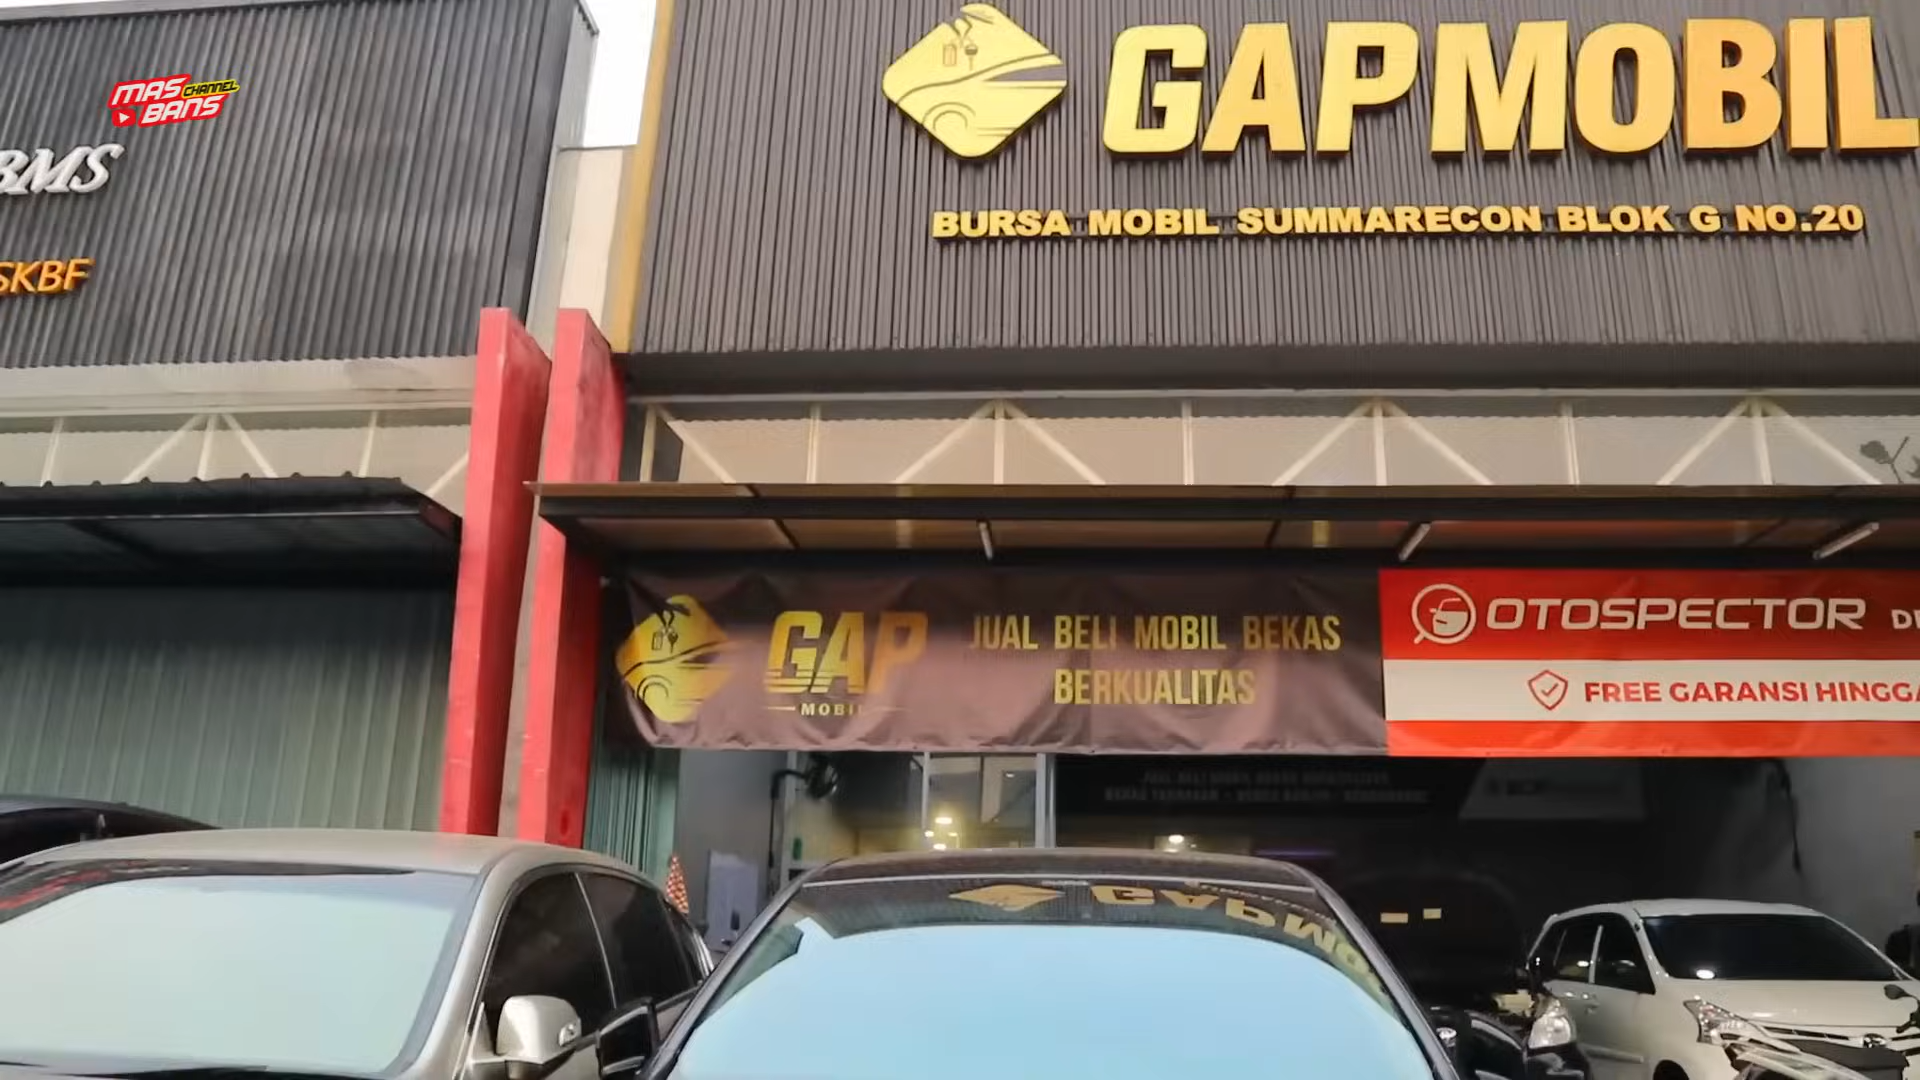 MAS CHANNEL
BANS
BMS
SKBF
GAPMOBIL
BURSA MOBIL SUMMARECON BLOK G NO.20
GAP
MOBIL
JUAL BELI MOBIL BEKAS
BERKUALITAS
OTOSPECTOR
FREE GARANSI HINGGA